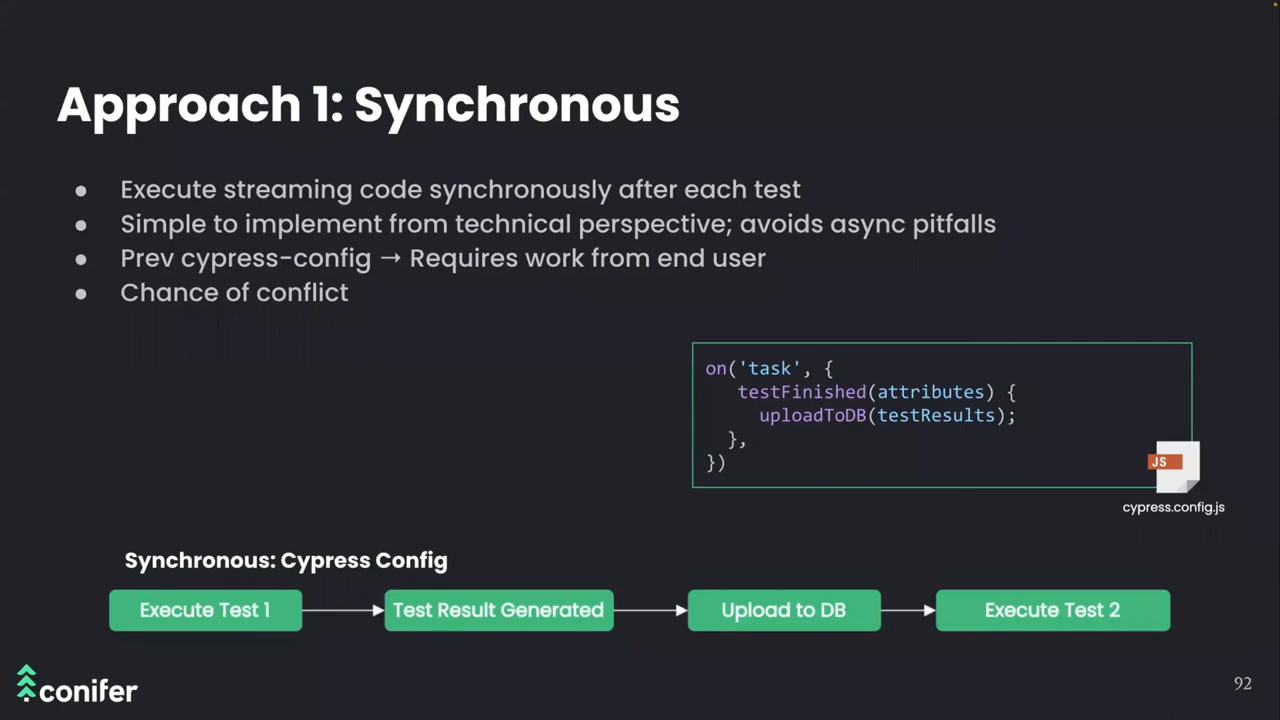 Approach 1: Synchronous
● Execute streaming code synchronously after each test
● Simple to implement from technical perspective; avoids async pitfalls
● Prev cypress-config → Requires work from end user
● Chance of conflict
on('task', {
testFinished(attributes) {
uploadToDB(testResults);
},
})
JS
cypress.config.js
Synchronous: Cypress Config
Execute Test 1
Test Result Generated
Upload to DB
Execute Test 2
conifer
92